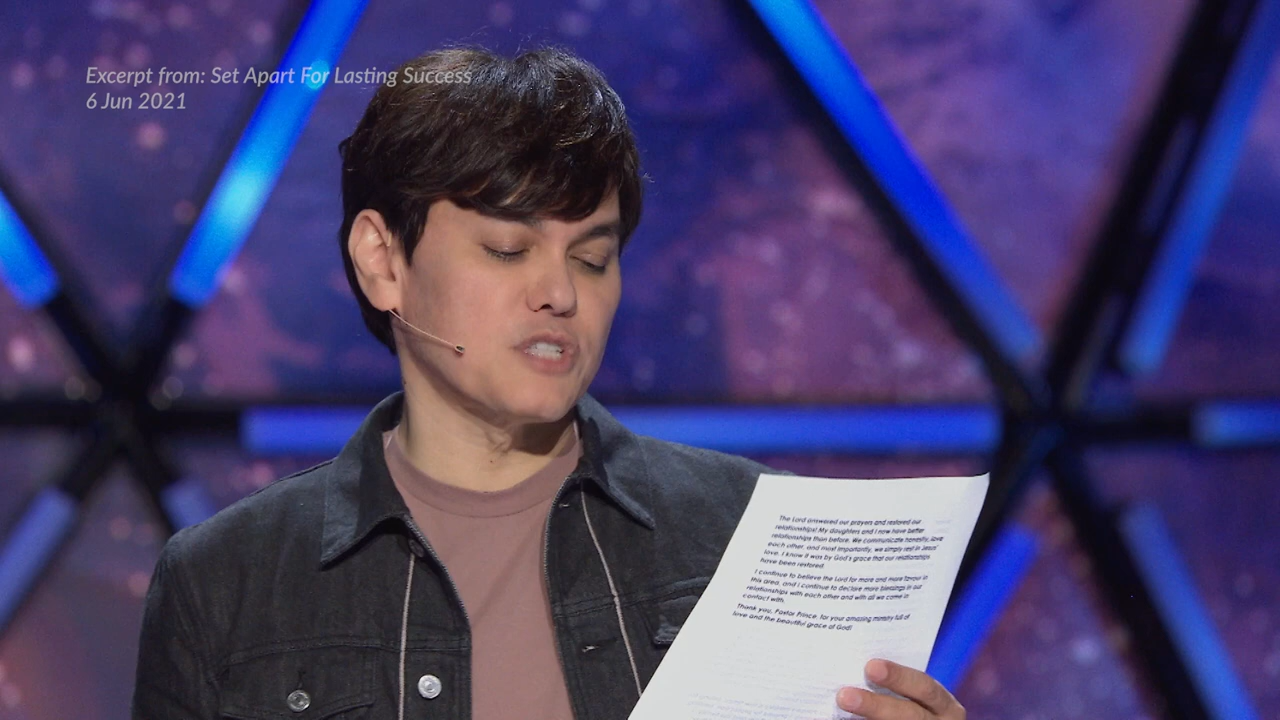 Excerpt from: Set Apart For Lasting Success
6 Jun 2021
The Lord answered our prayers and restored our
relationships! My daughters and I now have better
relationships than before. We communicate honestly, love
each other, and most importantly, we simply rest in Jesus'
love. I know it was by God's grace that our relationships
have been restored.
I continue to believe the Lord for more and more favour in
this area, and I continue to declare more blessings in our
relationships with each other and with all we come in
contact with.
Thank you, Pastor Prince, for your amazing ministry full of
love and the beautiful grace of God!